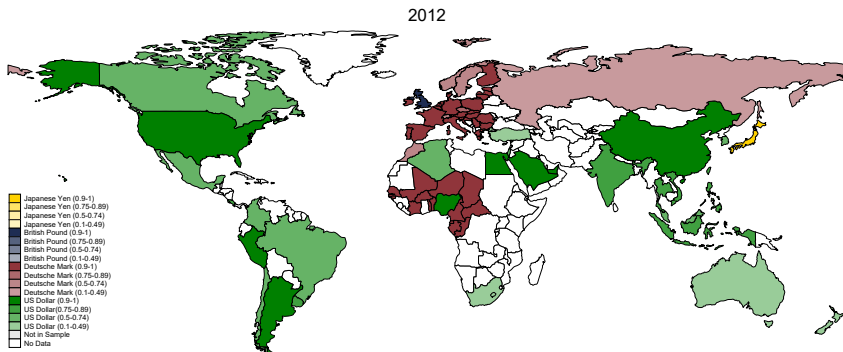 2012
Japanese Yen (0.9-1)
Japanese Yen (0.75-0.89)
Japanese Yen (0.5-0.74)
Japanese Yen (0.1-0.49)
British Pound (0.9-1)
British Pound (0.75-0.89)
British Pound (0.5-0.74)
British Pound (0.1-0.49)
Deutsche Mark (0.9-1)
Deutsche Mark (0.75-0.89)
Deutsche Mark (0.5-0.74)
Deutsche Mark (0.1-0.49)
US Dollar (0.9-1)
US Dollar(0.75-0.89)
US Dollar (0.5-0.74)
US Dollar (0.1-0.49)
Not in Sample
No Data